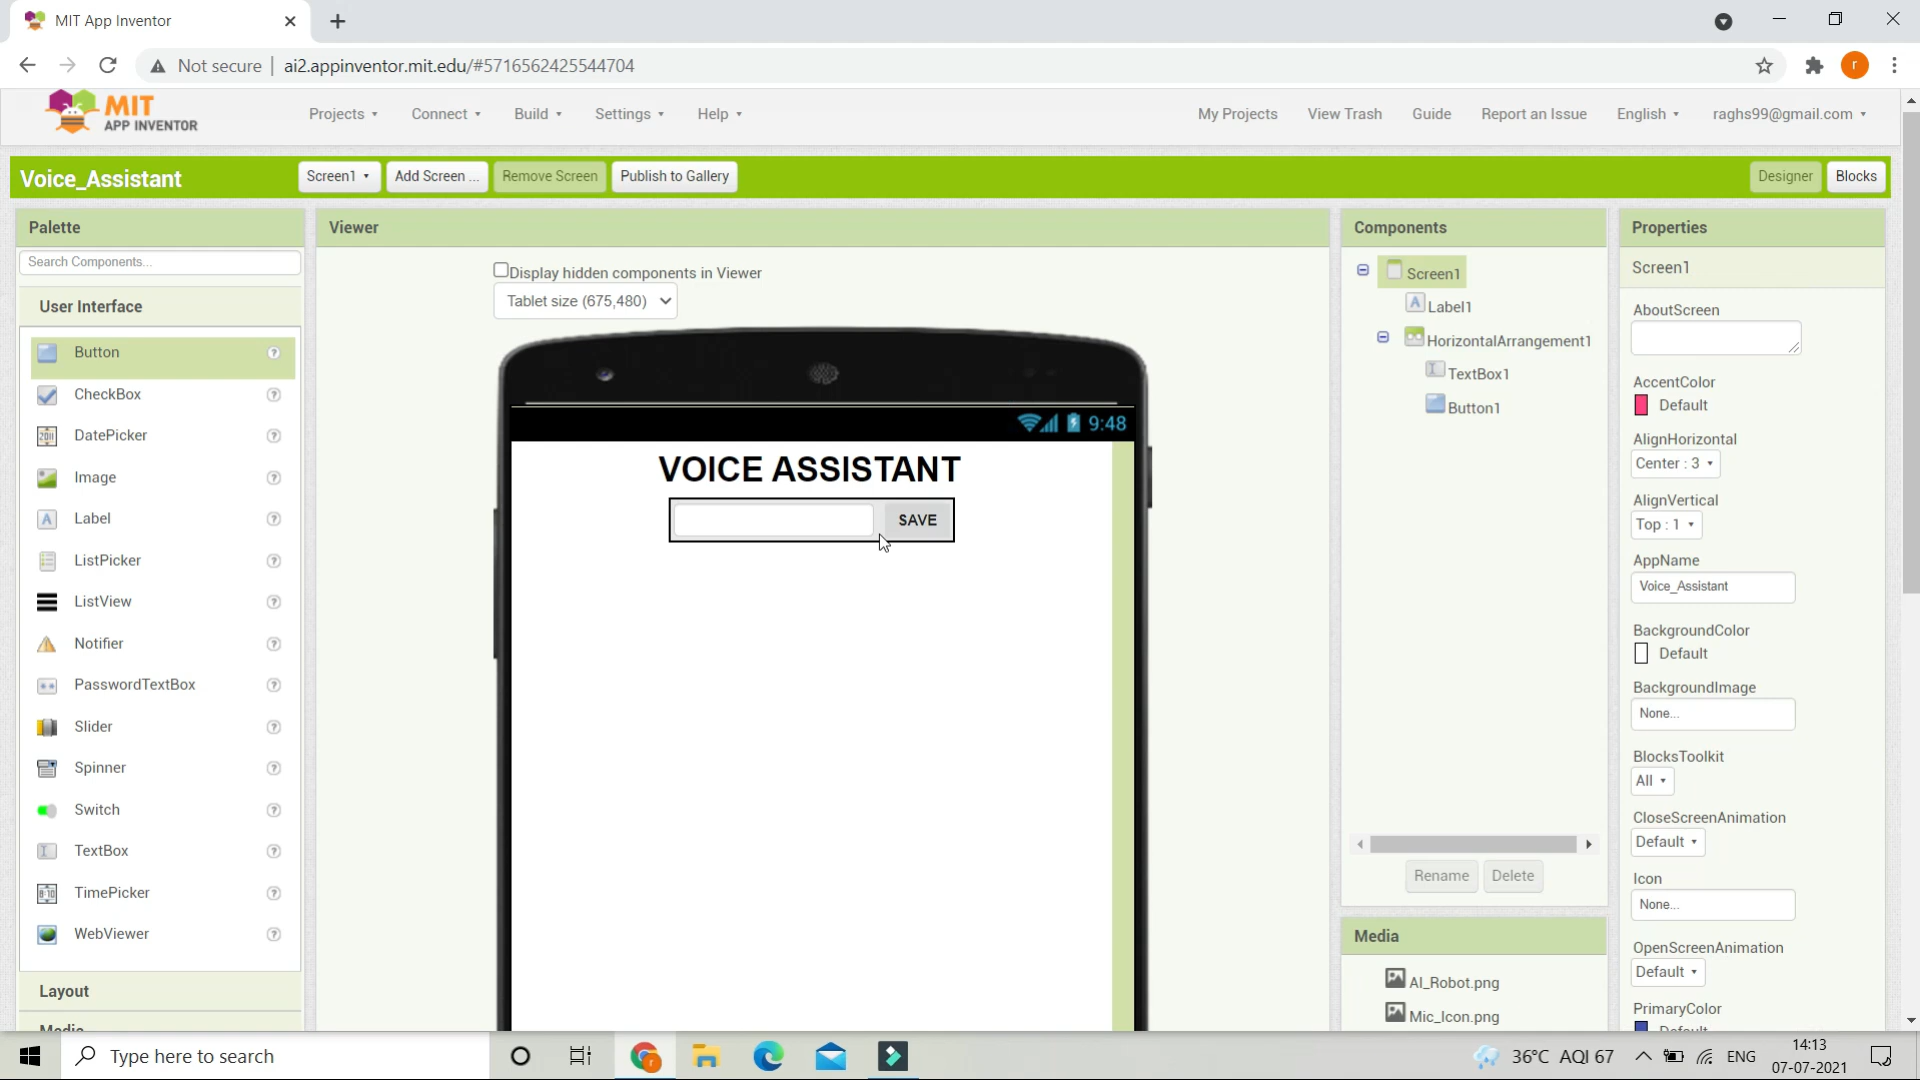 MIT App Inventor
Not secure | ai2.appinventor.mit.edu/#5716562425544704
r
MIT
APP INVENTOR
Projects
Connect
Build
Settings
Help
My Projects
View Trash
Guide
Report an Issue
English
raghs99@gmail.com
Voice_Assistant
Screen1
Add Screen ...
Remove Screen
Publish to Gallery
Designer
Blocks
Palette
Search Components...
User Interface
Button
CheckBox
DatePicker
Image
Label
ListPicker
ListView
Notifier
PasswordTextBox
Slider
Spinner
Switch
TextBox
TimePicker
WebViewer
Layout
Media
Viewer
Display hidden components in Viewer
Tablet size (675,480)
9:48
VOICE ASSISTANT
SAVE
Components
Screen1
Label1
HorizontalArrangement1
TextBox1
Button1
Rename
Delete
Media
AI_Robot.png
Mic_Icon.png
Properties
Screen1
AboutScreen
AccentColor
Default
AlignHorizontal
Center : 3
AlignVertical
Top : 1
AppName
Voice_Assistant
BackgroundColor
Default
BackgroundImage
None...
BlocksToolkit
All
CloseScreenAnimation
Default
Icon
None...
OpenScreenAnimation
Default
PrimaryColor
Default
Type here to search
36°C AQI 67
ENG
14:13
07-07-2021